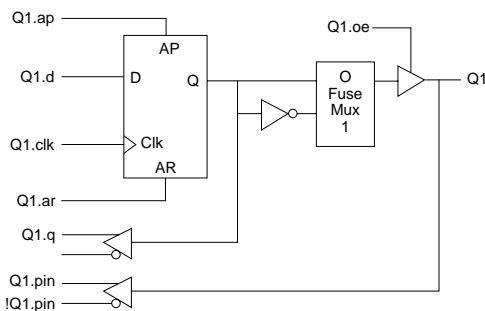 Q1.ap
Q1.oe
AP
Q1.d
D
Q
O
Fuse
Mux
1
Q1
Q1.clk
Clk
AR
Q1.ar
Q1.q
Q1.pin
!Q1.pin